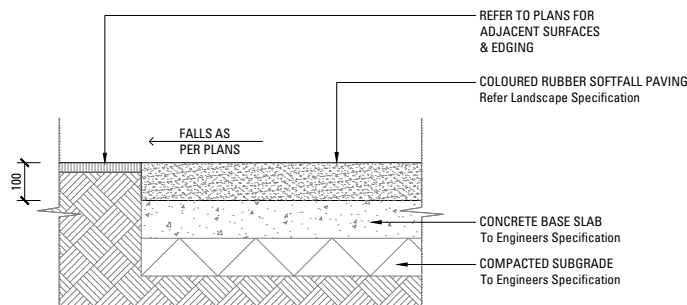 REFER TO PLANS FOR
ADJACENT SURFACES
& EDGING
COLOURED RUBBER SOFTFALL PAVING
Refer Landscape Specification
FALLS AS
PER PLANS
100
CONCRETE BASE SLAB
To Engineers Specification
COMPACTED SUBGRADE
To Engineers Specification